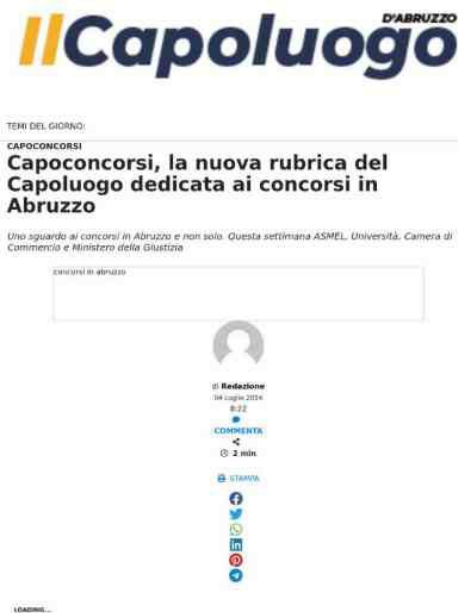 IlCapoluogo
D'ABRUZZO
TEMI DEL GIORNO:
CAPOCONCORSI
Capoconcorsi, la nuova rubrica del
Capoluogo dedicata ai concorsi in
Abruzzo
Uno sguardo ai concorsi in Abruzzo e non solo. Questa settimana ASMEL, Università, Camera di
Commercio e Ministero della Giustizia
concorsi in abruzzo
di Redazione
04 Luglio 2024
8:22
COMMENTA
2 min
STAMPA
LOADING...